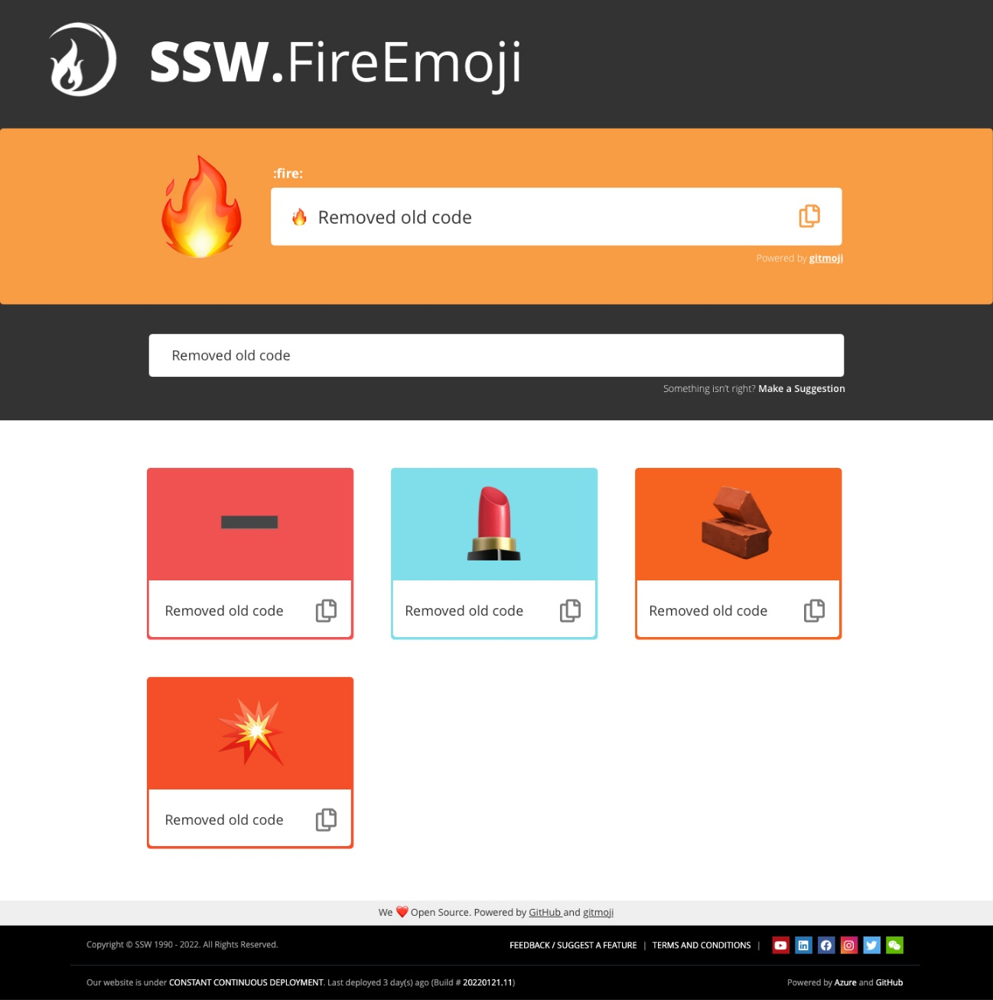 SSW.FireEmoji
:fire:
🔥 Removed old code
Powered by gitmoji
Removed old code
Something isn't right? Make a Suggestion
Removed old code
Removed old code
Removed old code
Removed old code
We ❤️ Open Source. Powered by GitHub and gitmoji
Copyright © SSW 1990 - 2022. All Rights Reserved.
FEEDBACK / SUGGEST A FEATURE | TERMS AND CONDITIONS |
Our website is under CONSTANT CONTINUOUS DEPLOYMENT. Last deployed 3 day(s) ago (Build # 20220121.11)
Powered by Azure and GitHub